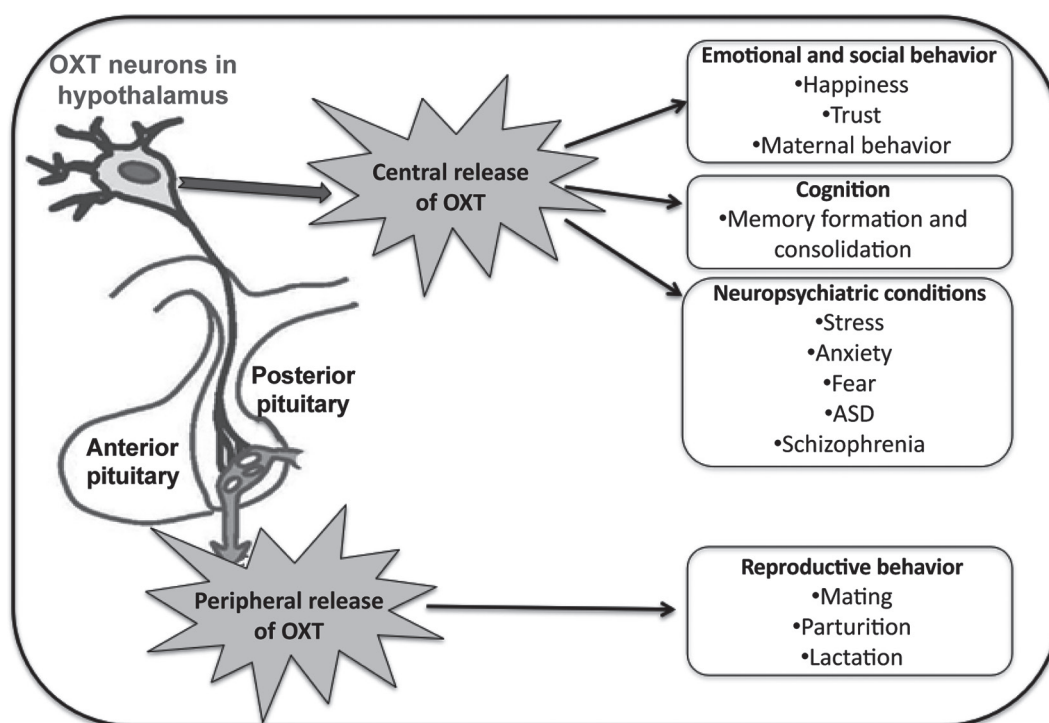 OXT neurons in
hypothalamus
Central release
of OXT
Emotional and social behavior
•Happiness
•Trust
•Maternal behavior
Cognition
•Memory formation and
consolidation
Neuropsychiatric conditions
•Stress
•Anxiety
•Fear
•ASD
•Schizophrenia
Posterior
pituitary
Anterior
pituitary
Peripheral release
of OXT
Reproductive behavior
•Mating
•Parturition
•Lactation